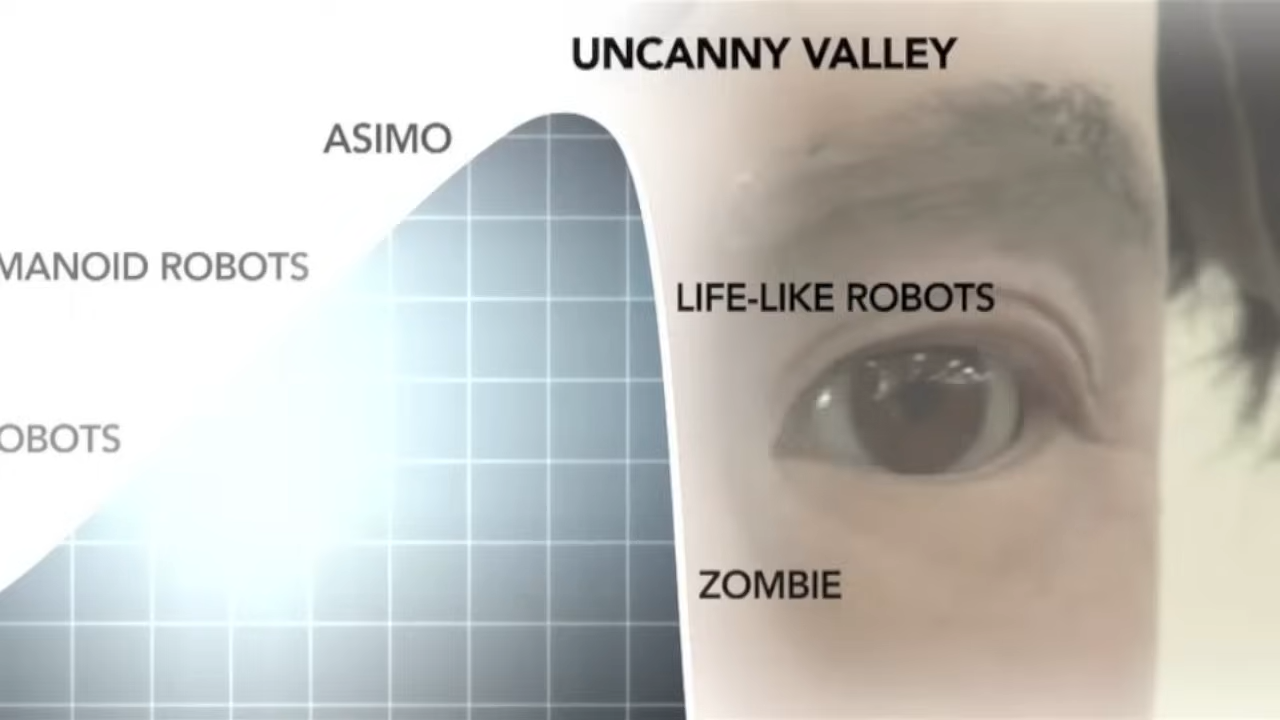 UNCANNY VALLEY
ASIMO
MANOID ROBOTS
LIFE-LIKE ROBOTS
OBOTS
ZOMBIE